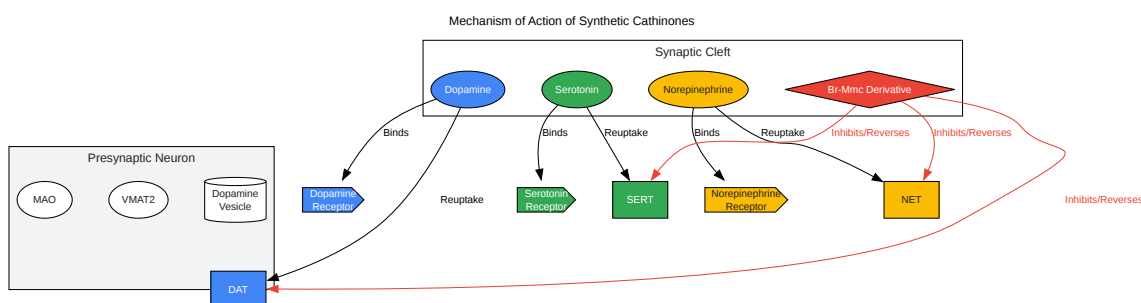 Mechanism of Action of Synthetic Cathinones
Synaptic Cleft
Dopamine
Serotonin
Norepinephrine
Br-Mmc Derivative
Binds
Binds
Reuptake
Binds
Reuptake
Inhibits/Reverses
Inhibits/Reverses
Presynaptic Neuron
MAO
VMAT2
Dopamine
Vesicle
Dopamine
Receptor
Reuptake
Serotonin
Receptor
SERT
Norepinephrine
Receptor
NET
Inhibits/Reverses
DAT